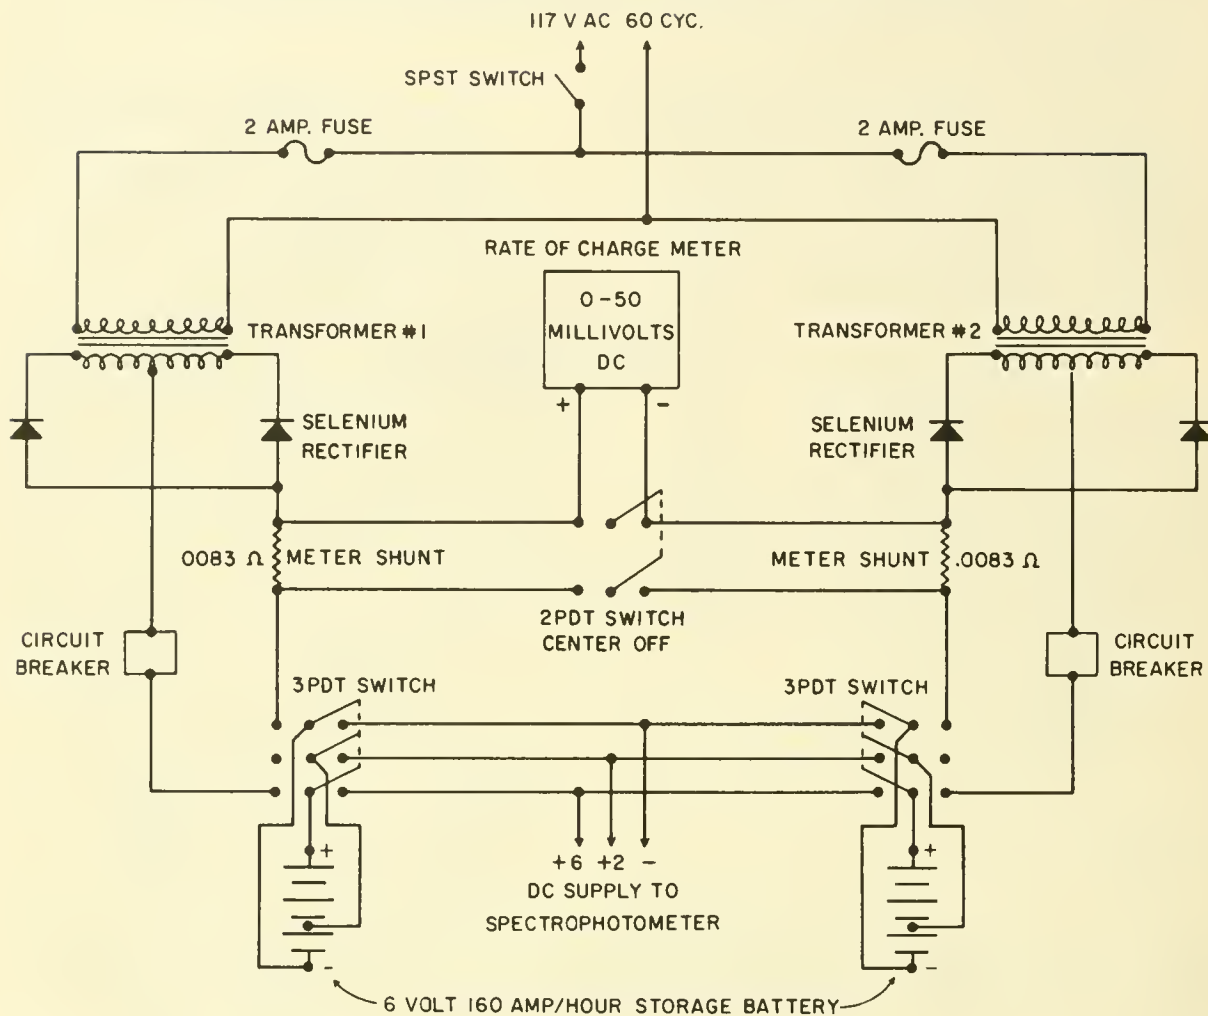 117 V AC 60 CYC.
SPST SWITCH
2 AMP. FUSE
2 AMP. FUSE
RATE OF CHARGE METER
0-50
MILLIVOLTS
DC
TRANSFORMER #1
TRANSFORMER #2
+ -
SELENIUM
RECTIFIER
SELENIUM
RECTIFIER
.0083 Ω METER SHUNT
METER SHUNT .0083 Ω
2PDT SWITCH
CENTER OFF
CIRCUIT
BREAKER
CIRCUIT
BREAKER
3PDT SWITCH
3PDT SWITCH
+
+
+6 +2 -
DC SUPPLY TO
SPECTROPHOTOMETER
-
-
6 VOLT 160 AMP/HOUR STORAGE BATTERY